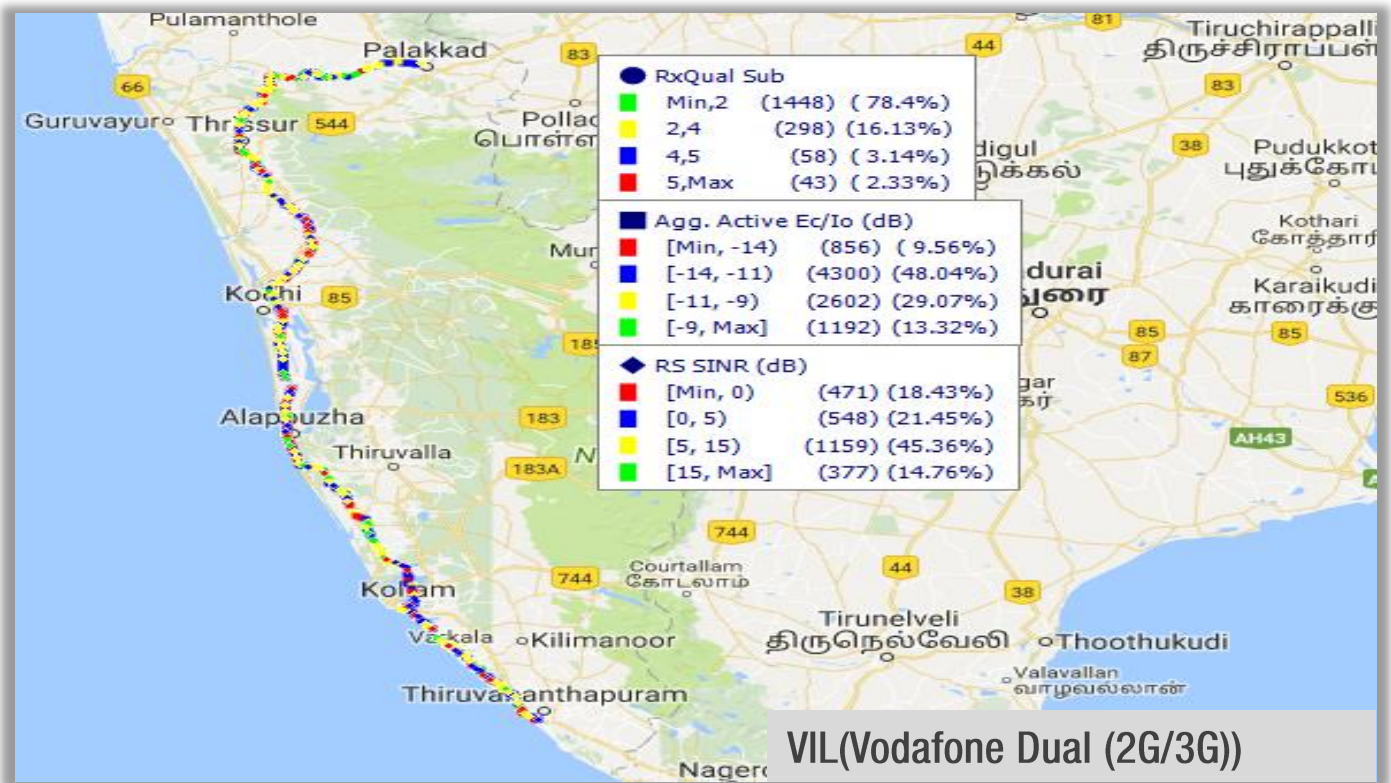 Pulamanthole
81
Tiruchirappalli
திருச்சிராப்பள்
Palakkad
83
44
66
83
RxQual Sub
Min,2 (1448) ( 78.4%)
2,4 (298) (16.13%)
4,5 (58) ( 3.14%)
5,Max (43) ( 2.33%)
Guruvayur
Thrissur
544
Pollac
பொள்ள
digul
டுக்கல்
38
Pudukkot
புதுக்கோட
Agg. Active Ec/Io (dB)
[Min, -14) (856) ( 9.56%)
[-14, -11) (4300) (48.04%)
[-11, -9) (2602) (29.07%)
[-9, Max] (1192) (13.32%)
Mur
Kothari
கோத்தாரி
Kochi
85
durai
துரை
Karaikudi
காரைக்கு
185
85
85
87
RS SINR (dB)
[Min, 0) (471) (18.43%)
[0, 5) (548) (21.45%)
[5, 15) (1159) (45.36%)
[15, Max] (377) (14.76%)
gar
கர்
536
Alappuzha
183
AH43
Thiruvalla
183A
N
744
Courtallam
கோடலாம்
44
Kollam
744
38
Tirunelveli
திருநெல்வேலி
Varkala
Kilimanoor
Thoothukudi
Valavallan
வாழவல்லான்
Thiruvananthapuram
VIL(Vodafone Dual (2G/3G))
Nagerc